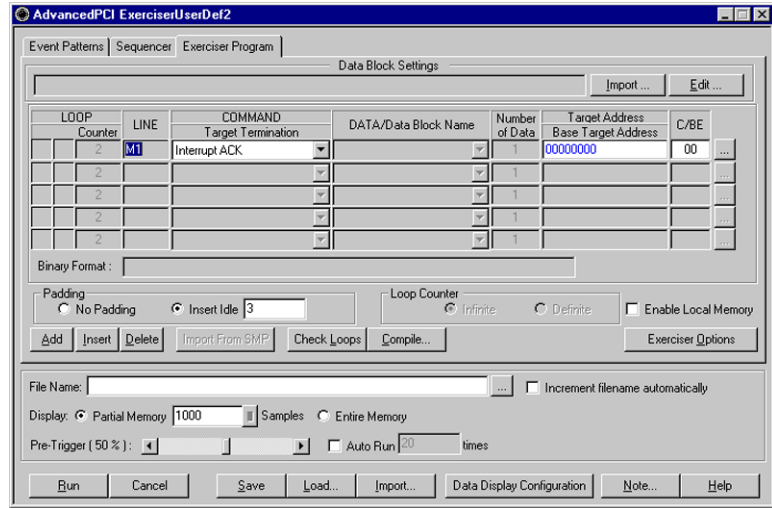 AdvancedPCI ExerciserUserDef2
Event Patterns Sequencer Exerciser Program
Data Block Settings
Import ... Edit ...
LOOP LINE COMMAND DATA/Data Block Name Number Target Address C/BE
Counter Target Termination of Data Base Target Address
2 M1 Interrupt ACK 1 00000000 00 ...
2 1 ...
2 1 ...
2 1 ...
2 1 ...
Binary Format :
Padding Loop Counter
No Padding Insert Idle 3 Infinite Definite Enable Local Memory
Add Insert Delete Import From SMP Check Loops Compile... Exerciser Options
File Name: ... Increment filename automatically
Display: Partial Memory 1000 Samples Entire Memory
Pre-Trigger ( 50 % ) : Auto Run 20 times
Run Cancel Save Load... Import... Data Display Configuration Note... Help